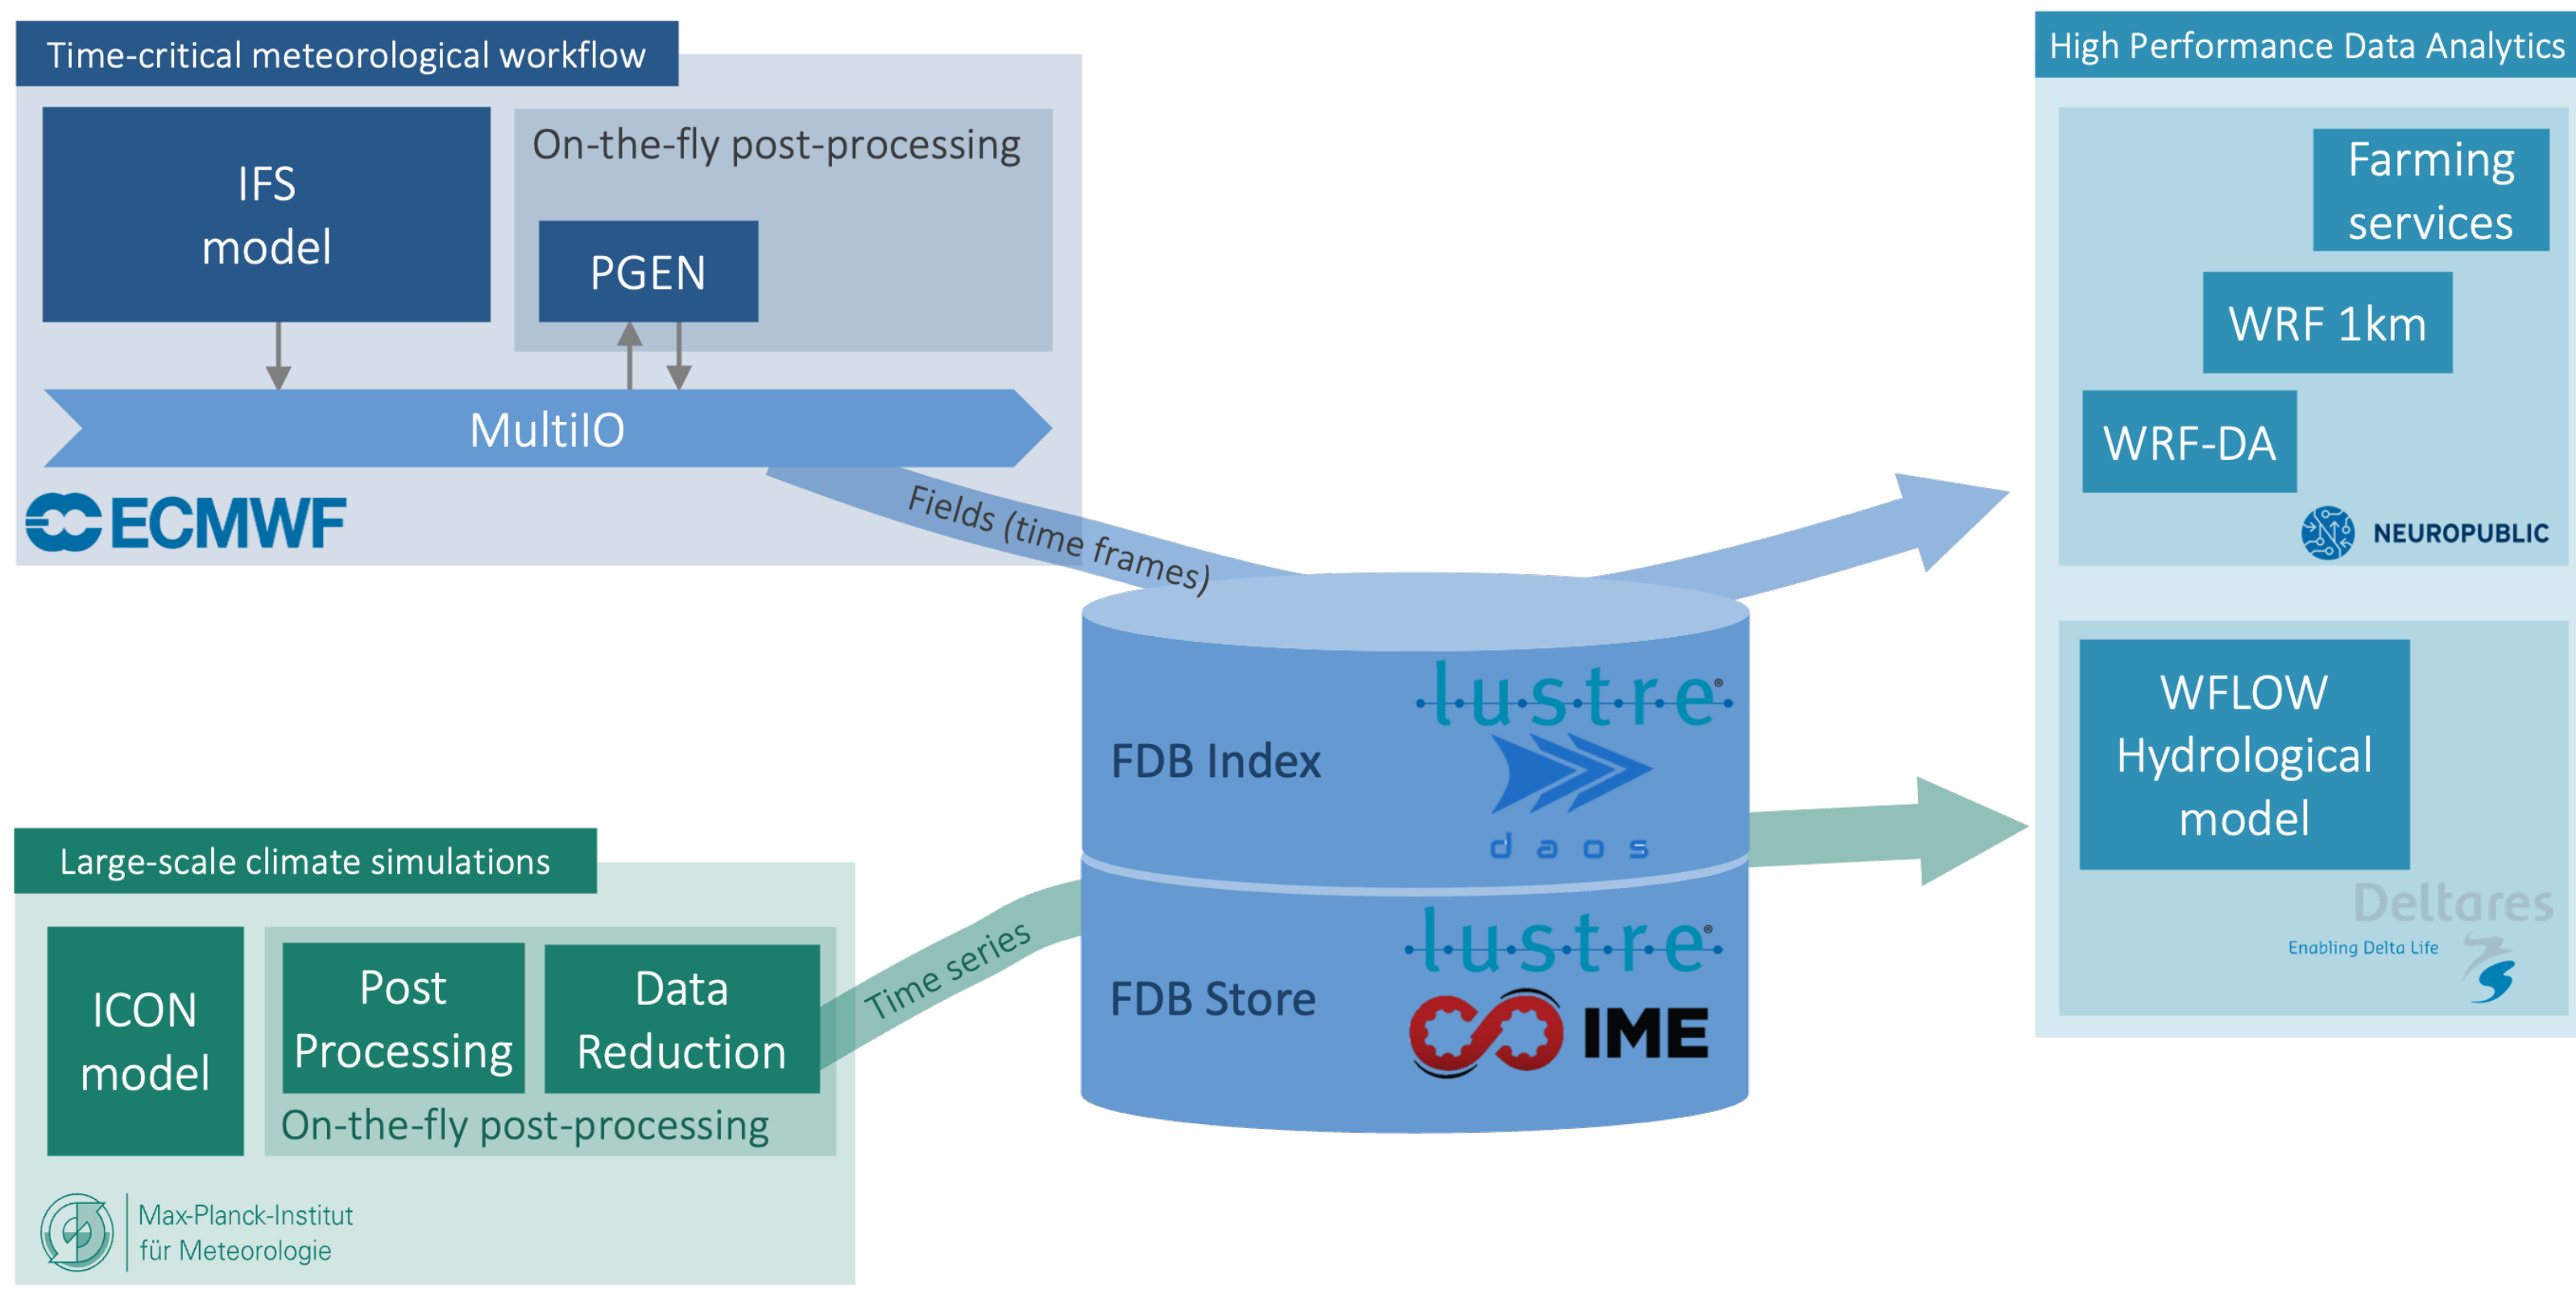 Time-critical meteorological workflow
IFS
model
On-the-fly post-processing
PGEN
MultiIO
ECMWF
Fields (time frames)
Large-scale climate simulations
ICON
model
Post
Processing
Data
Reduction
On-the-fly post-processing
Max-Planck-Institut
für Meteorologie
Time series
FDB Index
lustre®
daos
FDB Store
lustre®
IME
High Performance Data Analytics
Farming
services
WRF 1km
WRF-DA
NEUROPUBLIC
WFLOW
Hydrological
model
Deltares
Enabling Delta Life